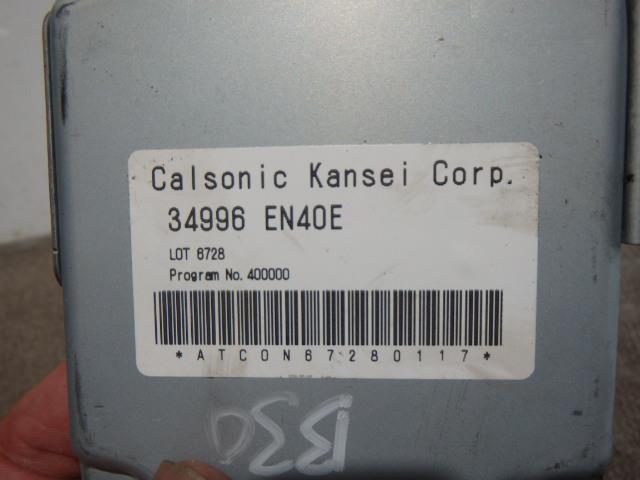 Calsonic Kansei Corp.
34996 EN40E
LOT 6728
Program No. 400000
*ATCON67280117*
B30